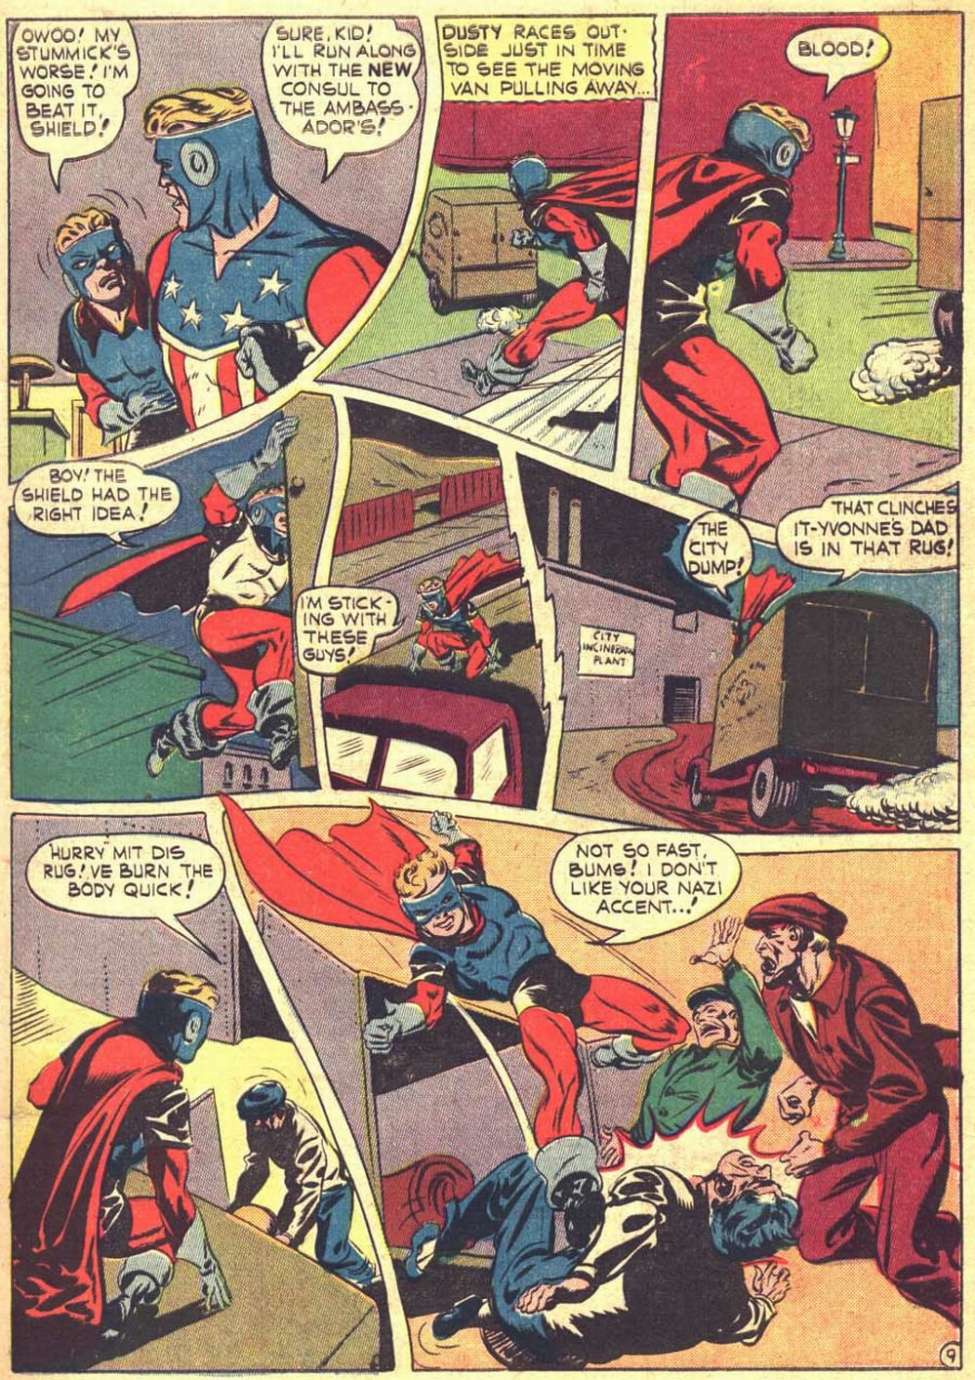 OWOO! MY
STUMMICK'S
WORSE! I'M
GOING TO
BEAT IT,
SHIELD!
SURE, KID!
I'LL RUN ALONG
WITH THE NEW
CONSUL TO
THE AMBASS-
ADOR'S!
DUSTY RACES OUT-
SIDE JUST IN TIME
TO SEE THE MOVING
VAN PULLING AWAY...
BLOOD!
BOY! THE
SHIELD HAD THE
RIGHT IDEA!
I'M STICK-
ING WITH
THESE
GUYS!
THE
CITY
DUMP!
THAT CLINCHES
IT-YVONNE'S DAD
IS IN THAT RUG!
CITY
INCINERATOR
PLANT
HURRY MIT DIS
RUG! VE BURN THE
BODY QUICK!
NOT SO FAST,
BUMS! I DON'T
LIKE YOUR NAZI
ACCENT...!
9